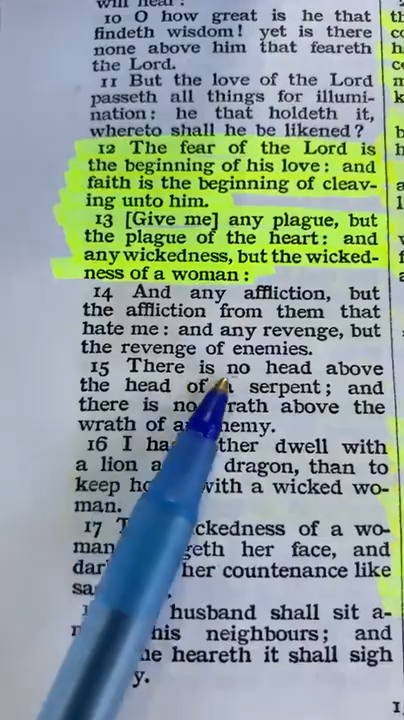 will hear:
10 O how great is he that
findeth wisdom! yet is there
none above him that feareth
the Lord.
11 But the love of the Lord
passeth all things for illumi-
nation: he that holdeth it,
whereto shall he be likened?
12 The fear of the Lord is
the beginning of his love: and
faith is the beginning of cleav-
ing unto him.
13 [Give me] any plague, but
the plague of the heart: and
any wickedness, but the wicked-
ness of a woman:
14 And any affliction, but
the affliction from them that
hate me: and any revenge, but
the revenge of enemies.
15 There is no head above
the head of a serpent; and
there is no wrath above the
wrath of an enemy.
16 I had rather dwell with
a lion a dragon, than to
keep with a wicked wo-
man.
17 wickedness of a wo-
man her face, and
her countenance like
husband shall sit a-
his neighbours; and
he heareth it shall sigh